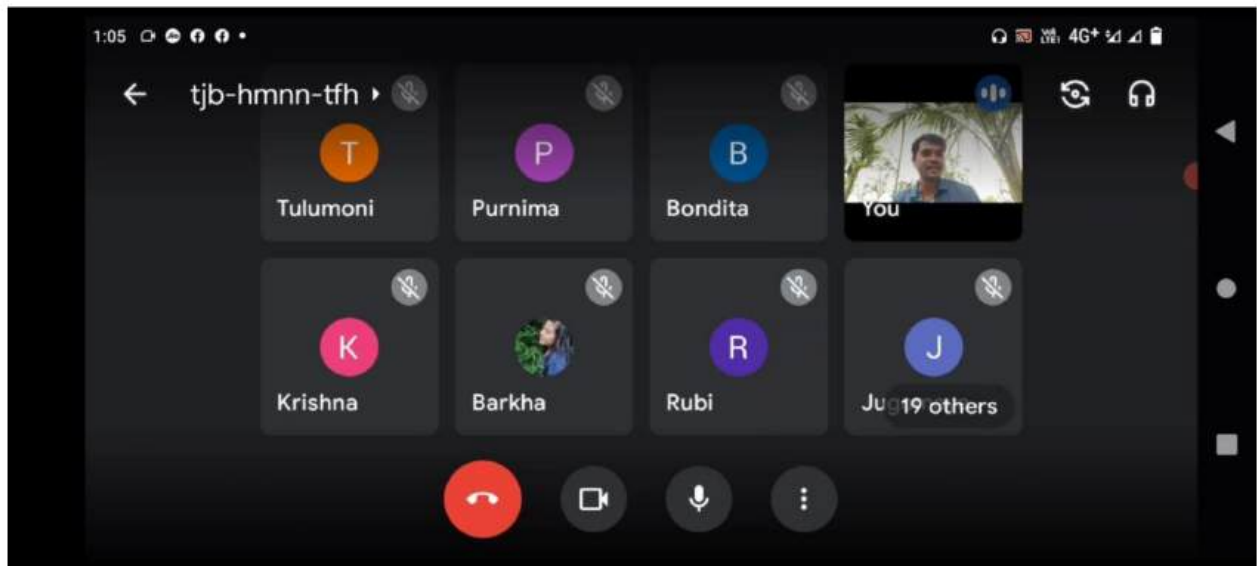 1:05 4G+
tjb-hmnn-tfh
T P B
Tulumoni Purnima Bondita You
K R J
Krishna Barkha Rubi 19 others